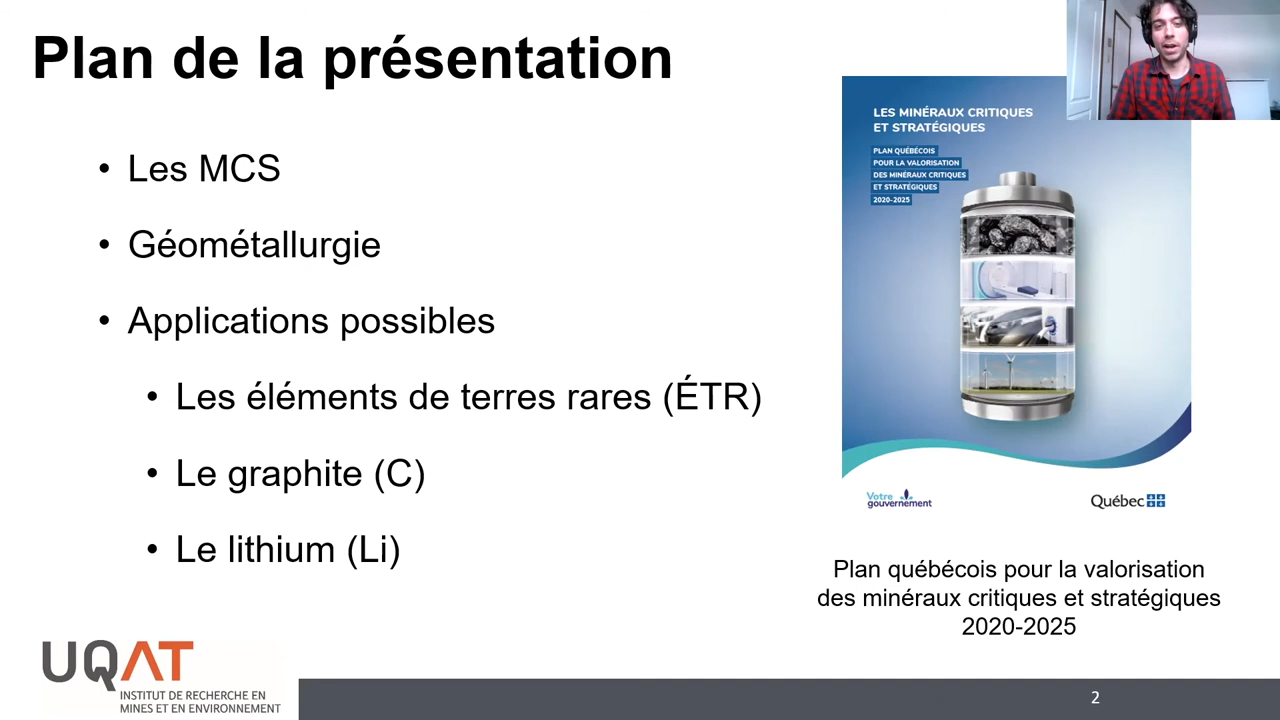 Plan de la présentation
• Les MCS
• Géométallurgie
• Applications possibles
• Les éléments de terres rares (ÉTR)
• Le graphite (C)
• Le lithium (Li)
LES MINÉRAUX CRITIQUES
ET STRATÉGIQUES
PLAN QUÉBÉCOIS
POUR LA VALORISATION
DES MINÉRAUX CRITIQUES
ET STRATÉGIQUES
2020-2025
Votre
gouvernement
Québec
Plan québécois pour la valorisation
des minéraux critiques et stratégiques
2020-2025
UQAT
INSTITUT DE RECHERCHE EN
MINES ET EN ENVIRONNEMENT
2